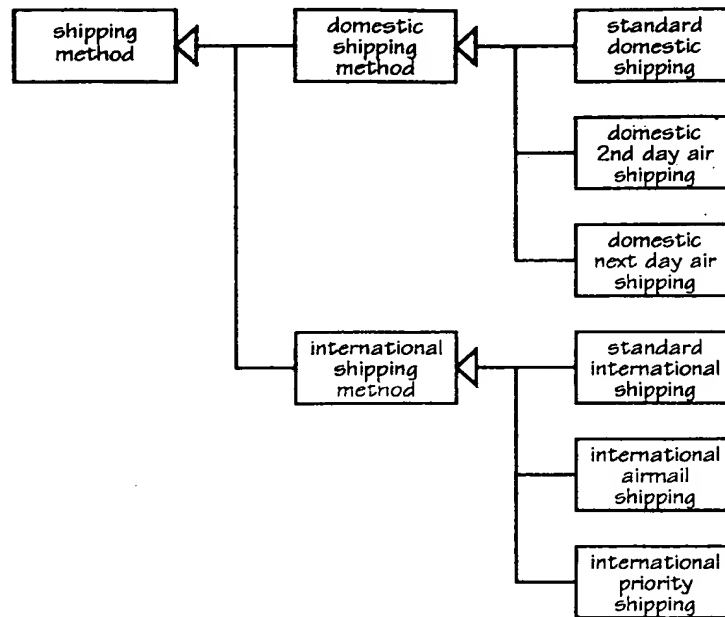 shipping
method
domestic
shipping
method
standard
domestic
shipping
domestic
2nd day air
shipping
domestic
next day air
shipping
international
shipping
method
standard
international
shipping
international
airmail
shipping
international
priority
shipping